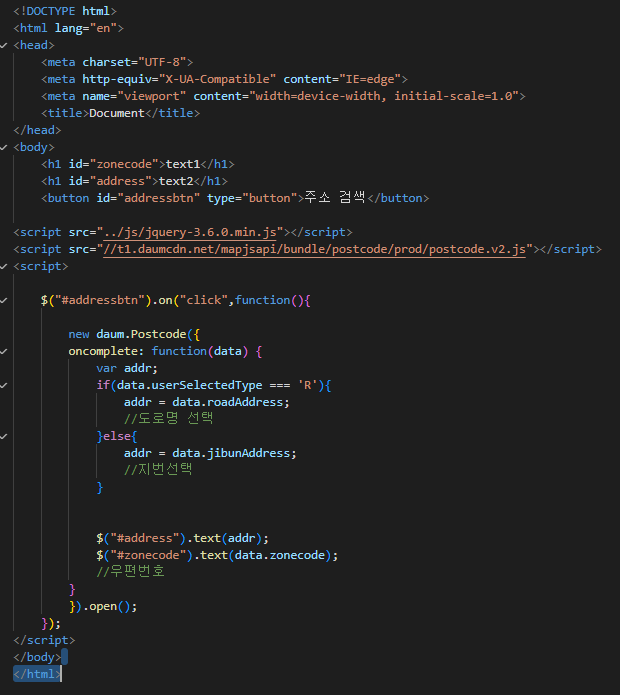 <!DOCTYPE html>
<html lang="en">
<head>
    <meta charset="UTF-8">
    <meta http-equiv="X-UA-Compatible" content="IE=edge">
    <meta name="viewport" content="width=device-width, initial-scale=1.0">
    <title>Document</title>
</head>
<body>
    <h1 id="zonecode">text1</h1>
    <h1 id="address">text2</h1>
    <button id="addressbtn" type="button">주소 검색</button>
<script src="../js/jquery-3.6.0.min.js"></script>
<script src="//t1.daumcdn.net/mapjsapi/bundle/postcode/prod/postcode.v2.js"></script>
<script>
    $("#addressbtn").on("click",function(){
        new daum.Postcode({
        oncomplete: function(data) {
            var addr;
            if(data.userSelectedType === 'R'){
                addr = data.roadAddress;
                //도로명 선택
            }else{
                addr = data.jibunAddress;
                //지번선택
            }
            $("#address").text(addr);
            $("#zonecode").text(data.zonecode);
            //우편번호
        }
        }).open();
    });
</script>
</body>
</html>